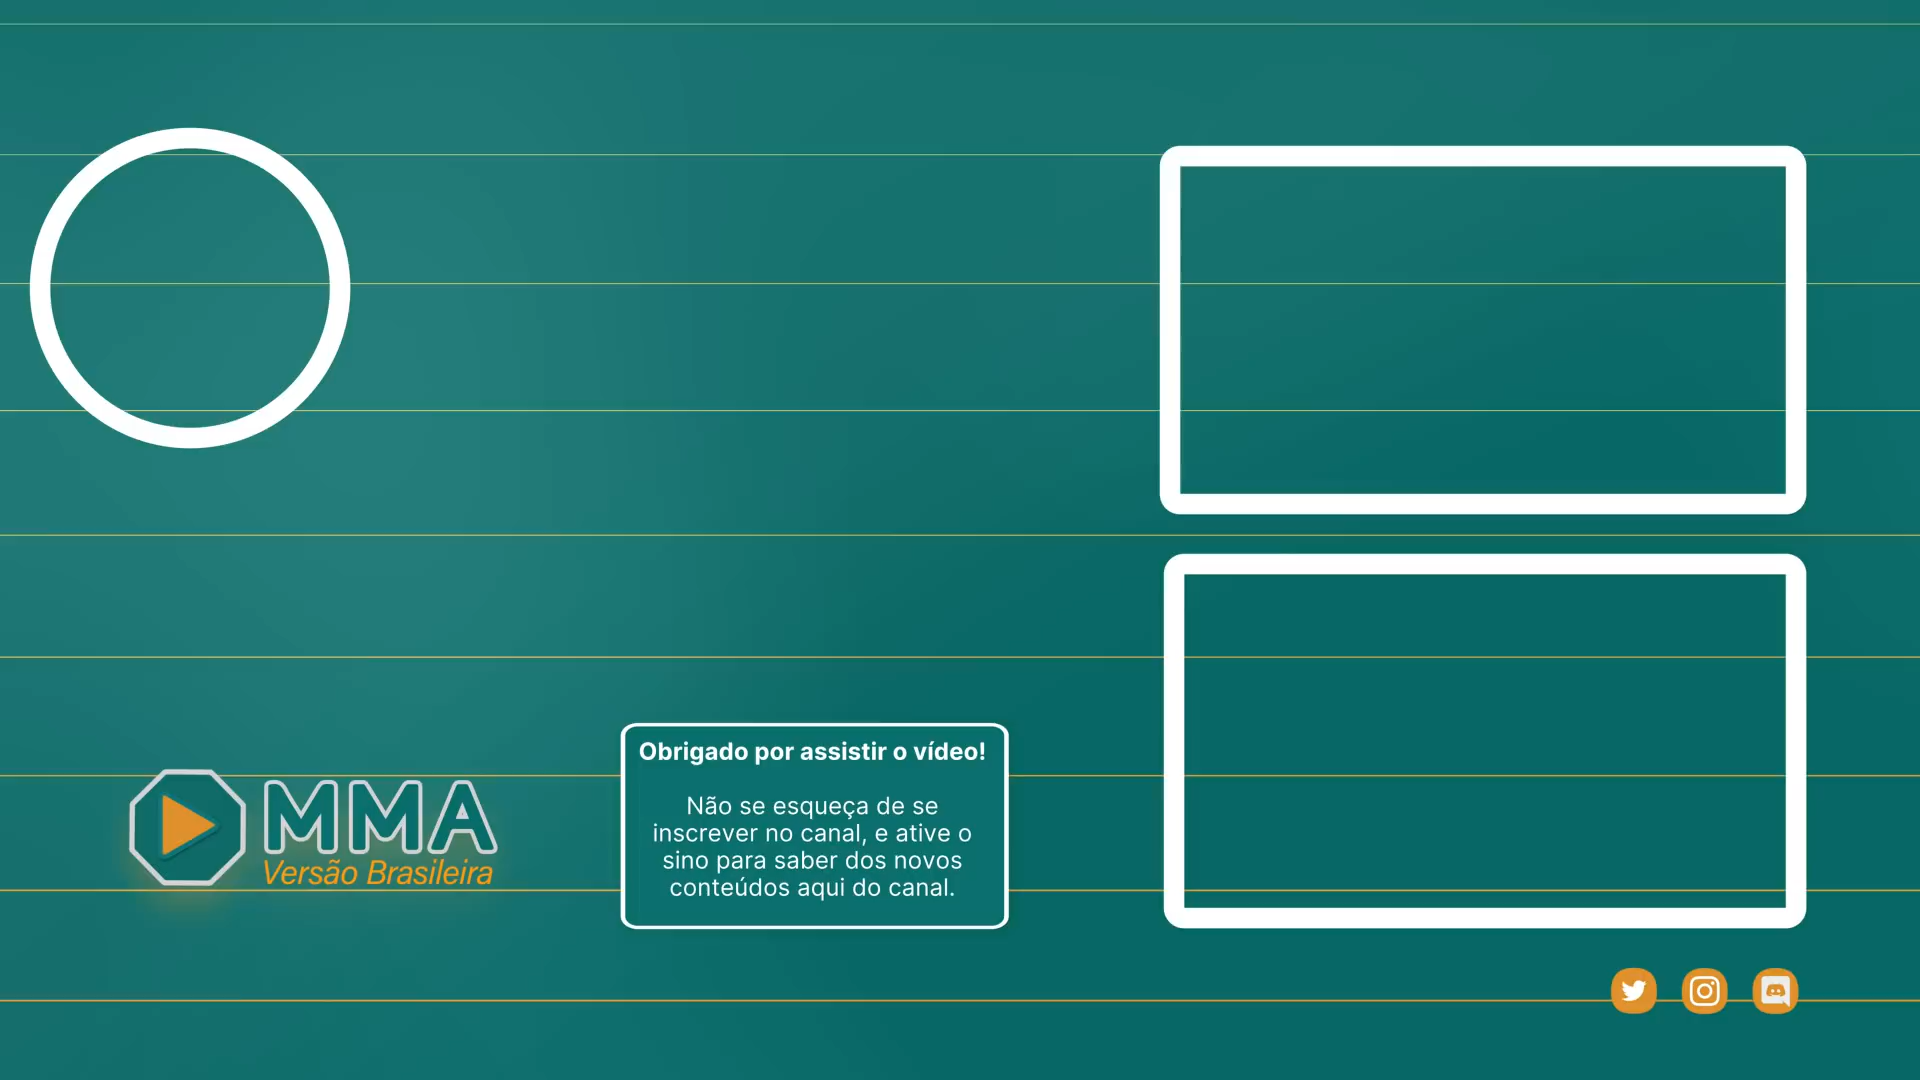 Obrigado por assistir o vídeo!
Não se esqueça de se
inscrever no canal, e ative o
sino para saber dos novos
conteúdos aqui do canal.
MMA
Versão Brasileira